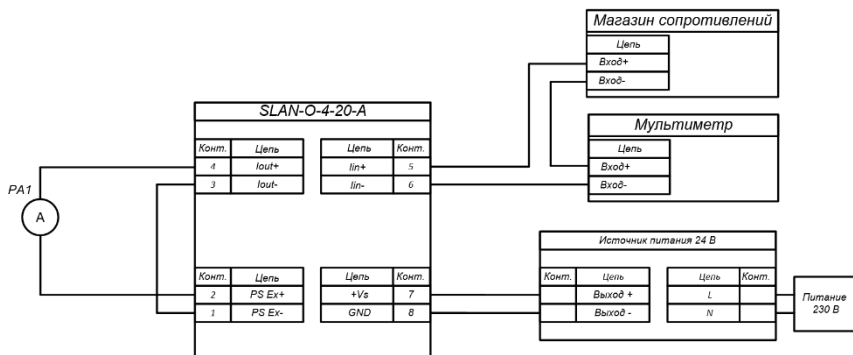 Магазин сопротивлений
Цепь
Вход+
Вход-
SLAN-O-4-20-A
Мультиметр
Конт. Цепь Цепь Конт.
4 Iout+ Iin+ 5
3 Iout- Iin- 6
Цепь
Вход+
Вход-
PA1
A
Источник питания 24 В
Конт. Цепь Цепь Конт.
2 PS Ex+ +Vs 7
1 PS Ex- GND 8
Конт. Цепь Цепь Конт.
Выход + L
Выход - N
Питание
230 В